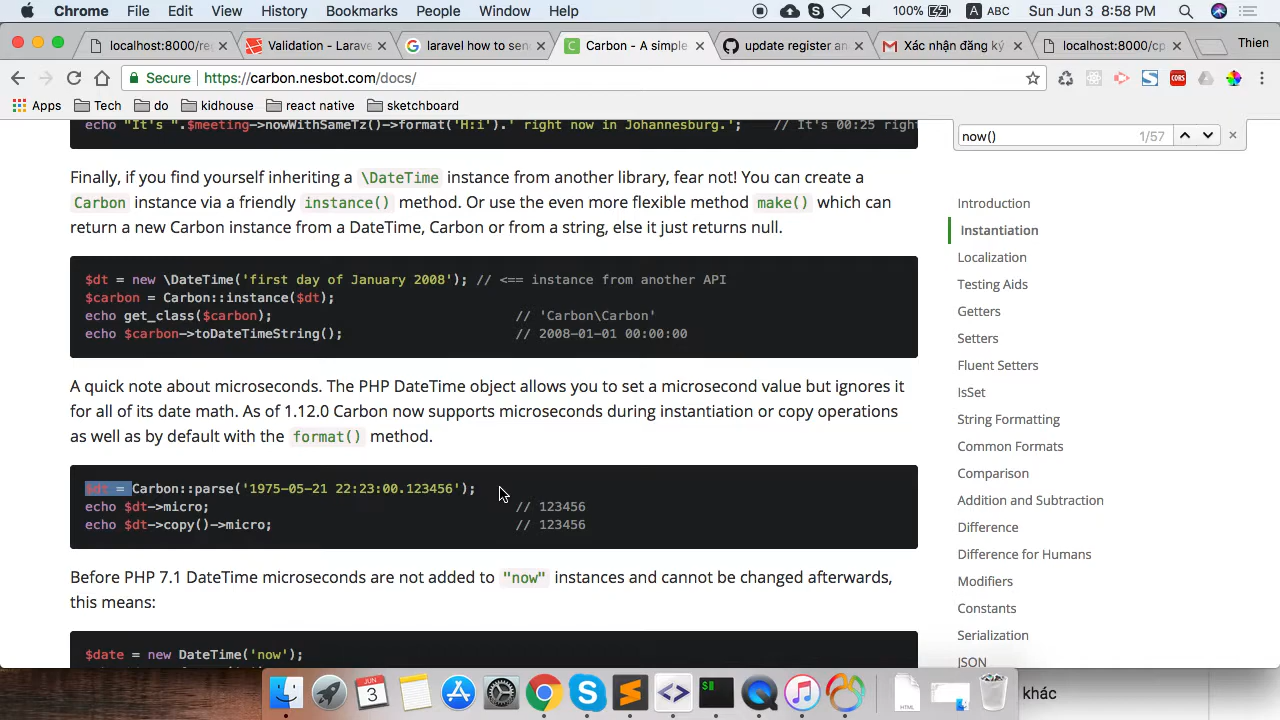 Chrome File Edit View History Bookmarks People Window Help 100% A ABC Sun Jun 3 8:58 PM
localhost:8000/re × Validation - Larave × laravel how to sen × Carbon - A simple × update register an × Xác nhận đăng ký × localhost:8000/cp × Thien
Secure https://carbon.nesbot.com/docs/
Apps Tech do kidhouse react native sketchboard
echo "It's ".$meeting->nowWithSameTz()->format('H:i').' right now in Johannesburg.'; // It's 00:25 righ
now() 1/57
Finally, if you find yourself inheriting a \DateTime instance from another library, fear not! You can create a
Carbon instance via a friendly instance() method. Or use the even more flexible method make() which can
return a new Carbon instance from a DateTime, Carbon or from a string, else it just returns null.
$dt = new \DateTime('first day of January 2008'); // <== instance from another API
$carbon = Carbon::instance($dt);
echo get_class($carbon); // 'Carbon\Carbon'
echo $carbon->toDateTimeString(); // 2008-01-01 00:00:00
A quick note about microseconds. The PHP DateTime object allows you to set a microsecond value but ignores it
for all of its date math. As of 1.12.0 Carbon now supports microseconds during instantiation or copy operations
as well as by default with the format() method.
$dt = Carbon::parse('1975-05-21 22:23:00.123456');
echo $dt->micro; // 123456
echo $dt->copy()->micro; // 123456
Before PHP 7.1 DateTime microseconds are not added to "now" instances and cannot be changed afterwards,
this means:
$date = new DateTime('now');
Introduction
Instantiation
Localization
Testing Aids
Getters
Setters
Fluent Setters
IsSet
String Formatting
Common Formats
Comparison
Addition and Subtraction
Difference
Difference for Humans
Modifiers
Constants
Serialization
JSON
CORS
JUN
3
$
HTML
khác